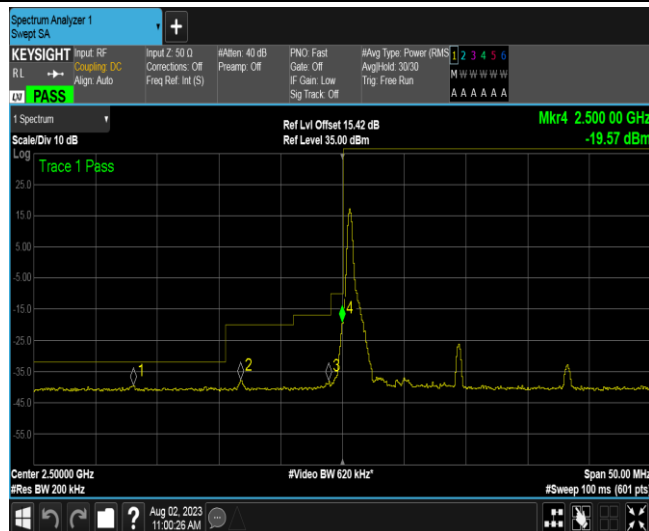 Spectrum Analyzer 1
Swept SA
+
KEYSIGHT
RL
LXI PASS
Input: RF
Coupling: DC
Align: Auto
Input Z: 50 Ω
Corrections: Off
Freq Ref: Int (S)
#Atten: 40 dB
Preamp: Off
PNO: Fast
Gate: Off
IF Gain: Low
Sig Track: Off
#Avg Type: Power (RMS
Avg|Hold: 30/30
Trig: Free Run
1 2 3 4 5 6
M W W W W W
A A A A A A
1 Spectrum
Scale/Div 10 dB
Ref Lvl Offset 15.42 dB
Ref Level 35.00 dBm
Mkr4 2.500 00 GHz
-19.57 dBm
Log
Trace 1 Pass
25.0
15.0
5.00
-5.00
-15.0
-25.0
-35.0
-45.0
-55.0
1
2
3
4
Center 2.50000 GHz
#Res BW 200 kHz
#Video BW 620 kHz*
Span 50.00 MHz
#Sweep 100 ms (601 pts)
?
Aug 02, 2023
11:00:26 AM